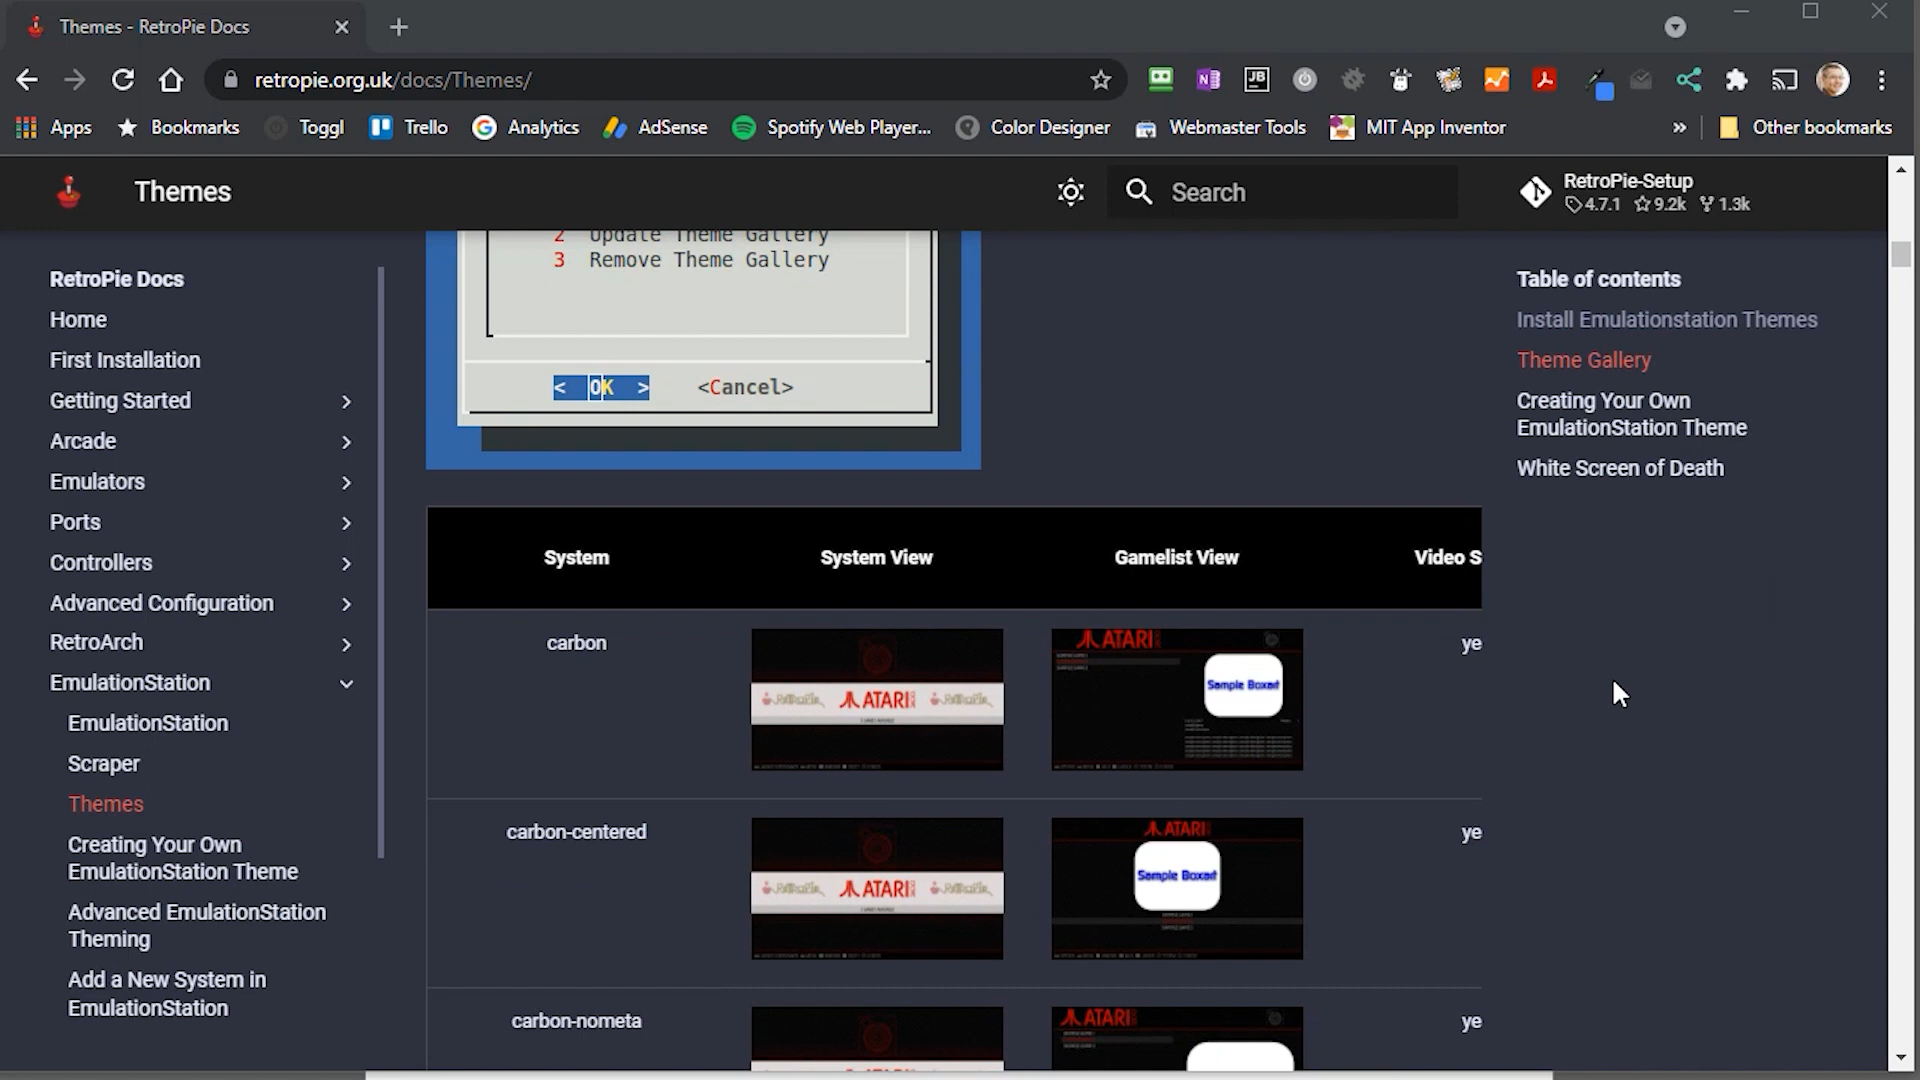 Themes - RetroPie Docs
retropie.org.uk/docs/Themes/
Apps
Bookmarks
Toggl
Trello
Analytics
AdSense
Spotify Web Player...
Color Designer
Webmaster Tools
MIT App Inventor
»
Other bookmarks
Themes
Search
RetroPie-Setup
4.7.1 9.2k 1.3k
RetroPie Docs
Home
First Installation
Getting Started
Arcade
Emulators
Ports
Controllers
Advanced Configuration
RetroArch
EmulationStation
EmulationStation
Scraper
Themes
Creating Your Own
EmulationStation Theme
Advanced EmulationStation
Theming
Add a New System in
EmulationStation
2 Update Theme Gallery
3 Remove Theme Gallery
< OK > <Cancel>
System System View Gamelist View Video S
carbon
RetroPie ATARI RetroPie
ATARI
Sample Boxart
ye
carbon-centered
RetroPie ATARI RetroPie
ATARI
Sample Boxart
ye
carbon-nometa
ATARI
ye
Table of contents
Install Emulationstation Themes
Theme Gallery
Creating Your Own
EmulationStation Theme
White Screen of Death